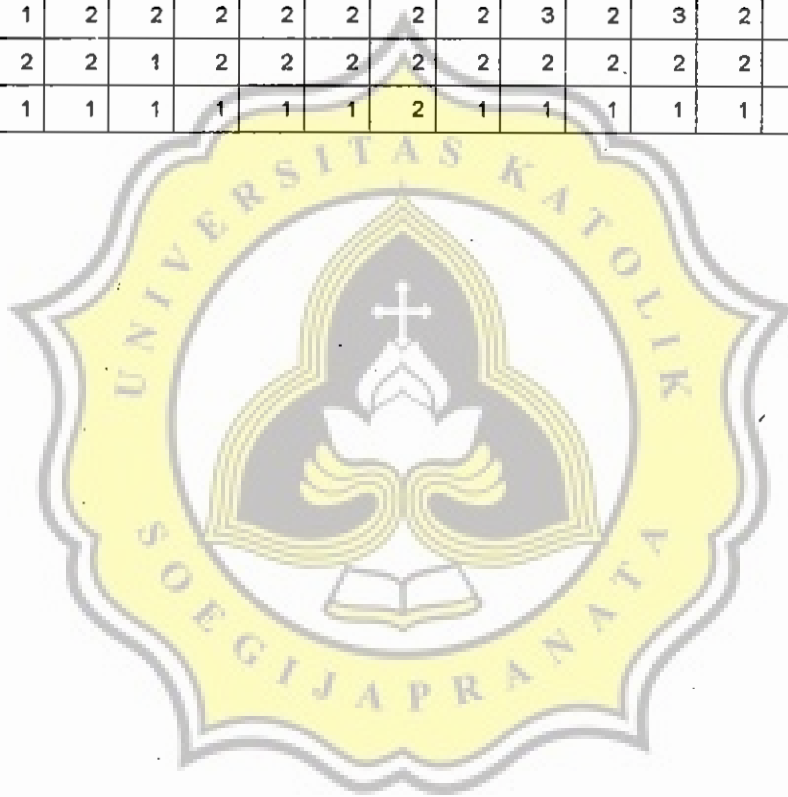 1 2 2 2 2 2 2 2 3 2 3 2
2 2 1 2 2 2 2 2 2 2 2 2
1 1 1 1 1 1 2 1 1 1 1 1
UNIVERSITAS KATOLIK
SOEGIJAPRANATA